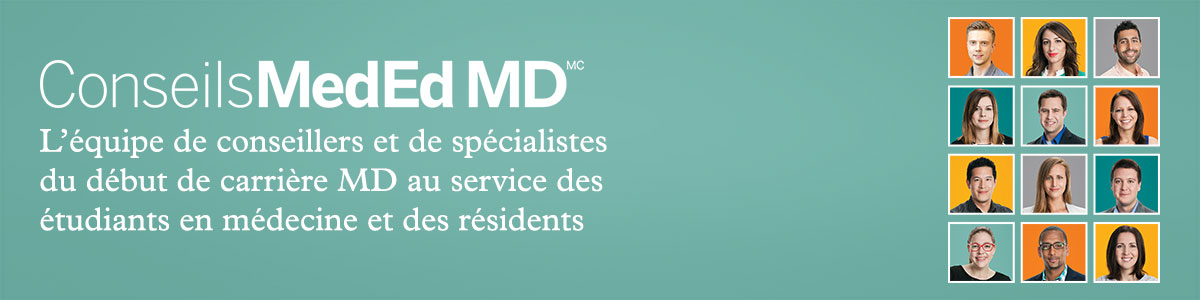 ConseilsMedEd MD MC
L’équipe de conseillers et de spécialistes
du début de carrière MD au service des
étudiants en médecine et des résidents